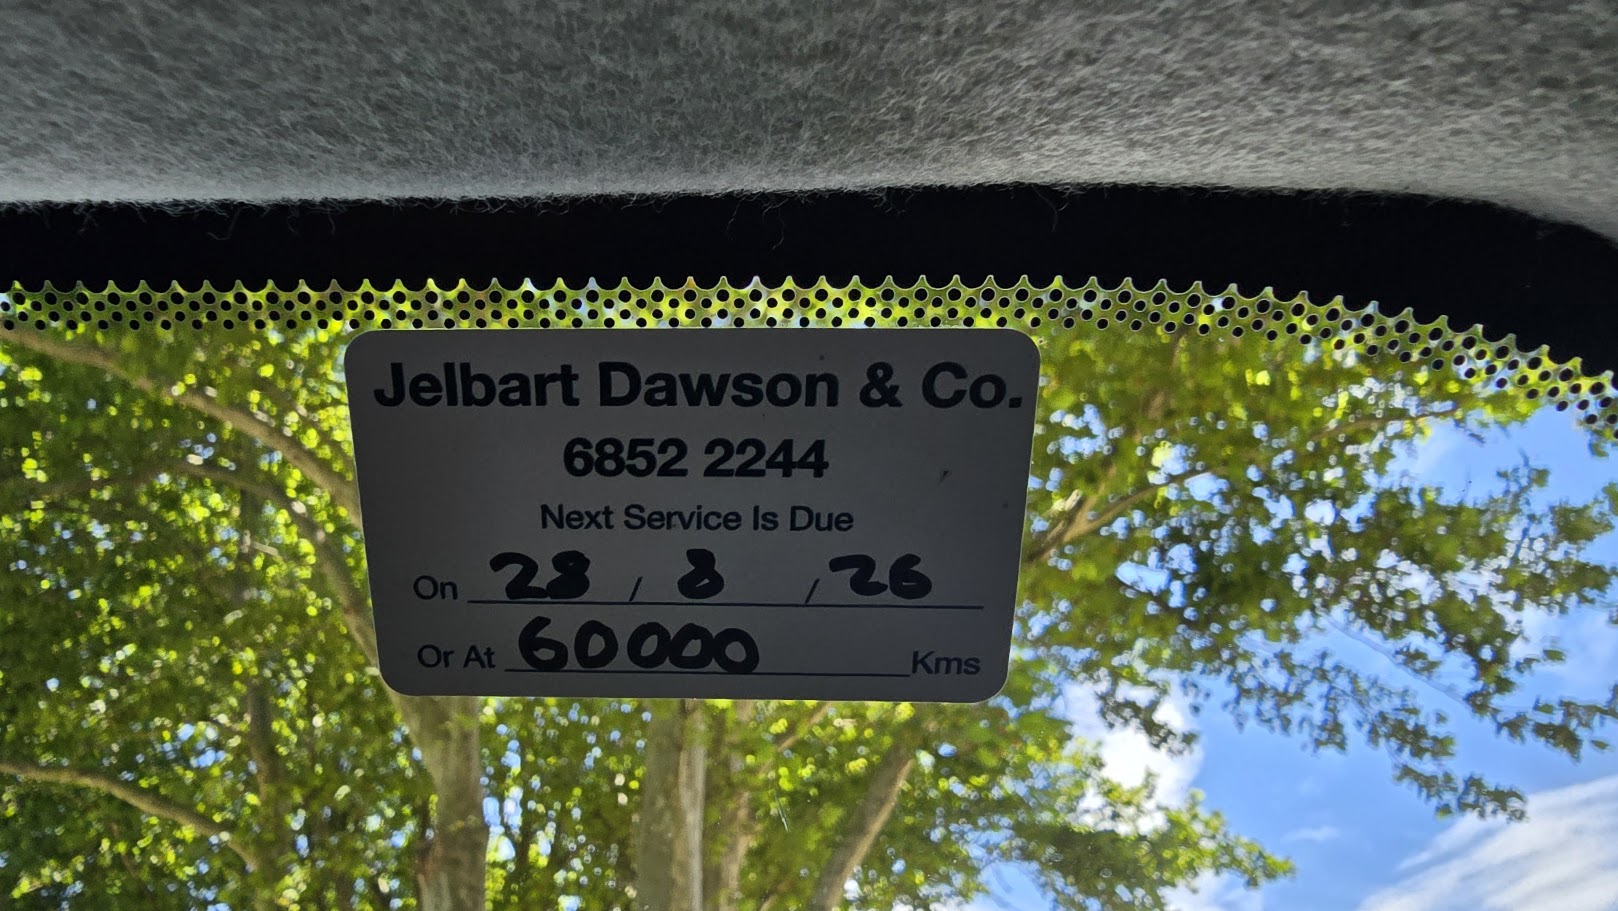 Jelbart Dawson & Co.
6852 2244
Next Service Is Due
On 28 / 8 / 26
Or At 60000 Kms